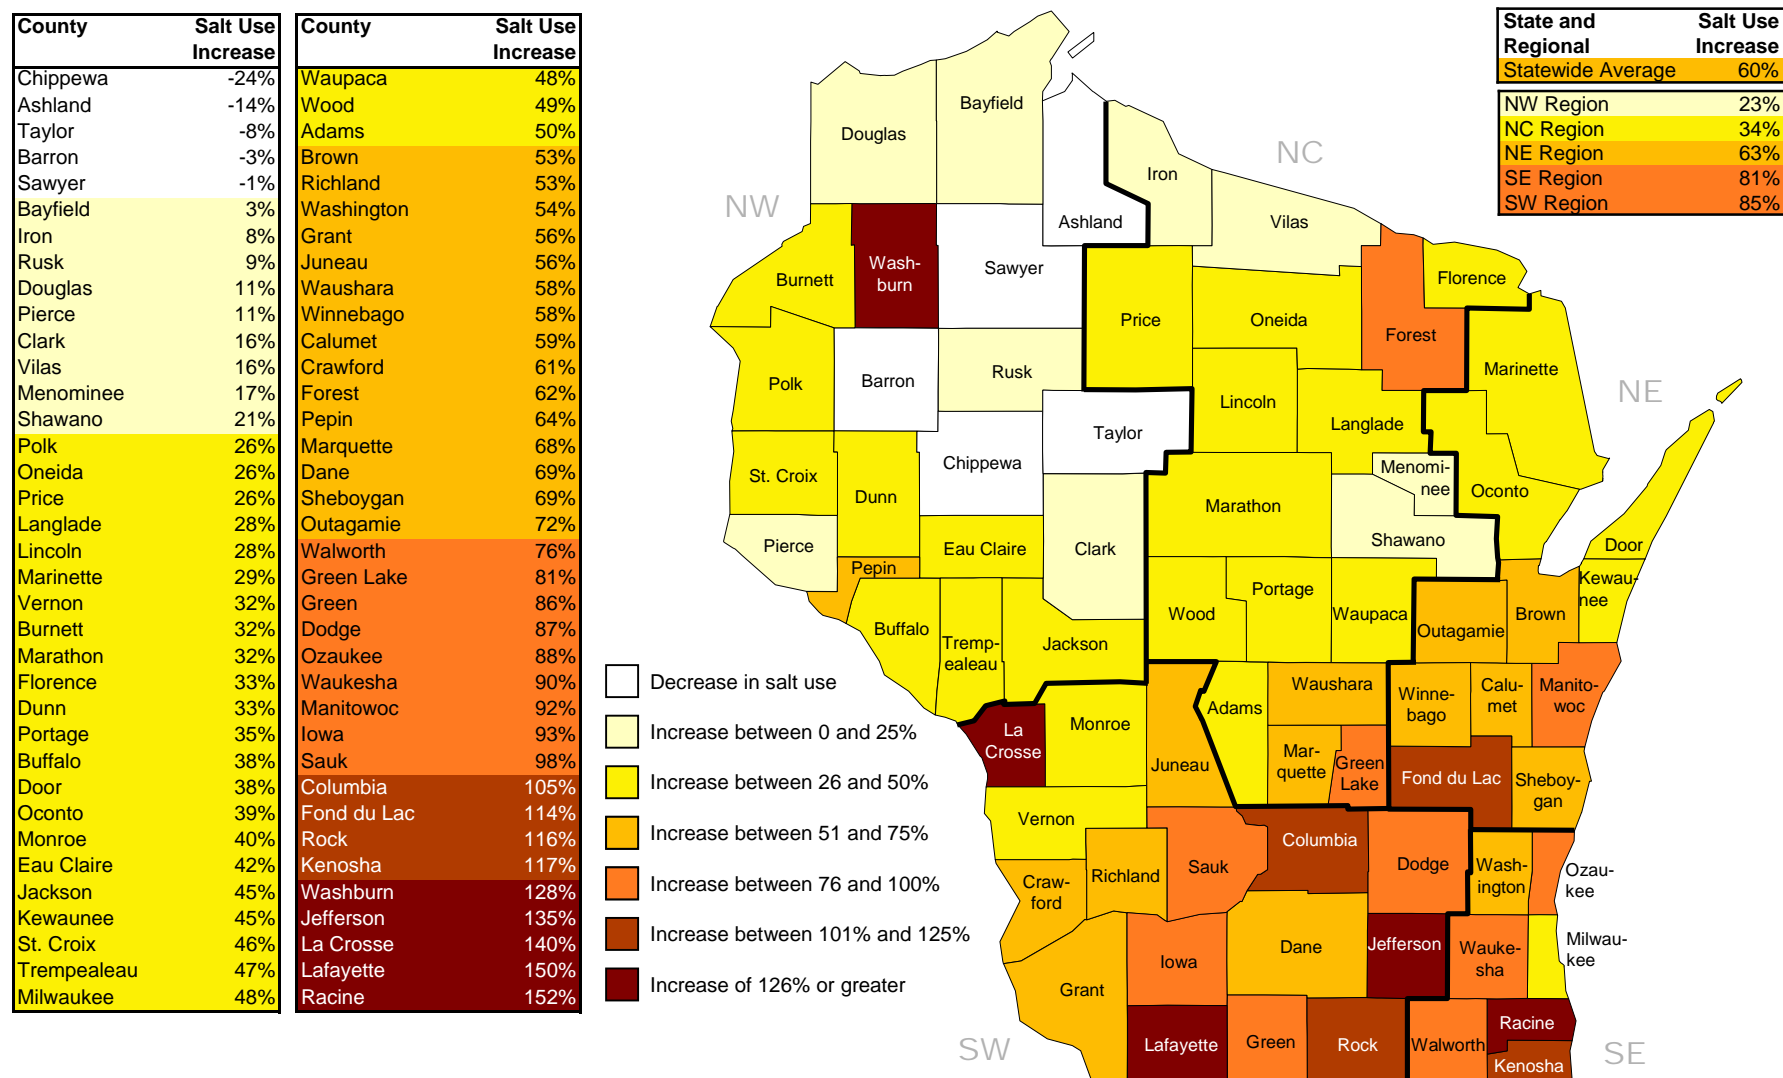 County Salt Use
Increase
Chippewa -24%
Ashland -14%
Taylor -8%
Barron -3%
Sawyer -1%
Bayfield 3%
Iron 8%
Rusk 9%
Douglas 11%
Pierce 11%
Clark 16%
Vilas 16%
Menominee 17%
Shawano 21%
Polk 26%
Oneida 26%
Price 26%
Langlade 28%
Lincoln 28%
Marinette 29%
Vernon 32%
Burnett 32%
Marathon 32%
Florence 33%
Dunn 33%
Portage 35%
Buffalo 38%
Door 38%
Oconto 39%
Monroe 40%
Eau Claire 42%
Jackson 45%
Kewaunee 45%
St. Croix 46%
Trempealeau 47%
Milwaukee 48%
County Salt Use
Increase
Waupaca 48%
Wood 49%
Adams 50%
Brown 53%
Richland 53%
Washington 54%
Grant 56%
Juneau 56%
Waushara 58%
Winnebago 58%
Calumet 59%
Crawford 61%
Forest 62%
Pepin 64%
Marquette 68%
Dane 69%
Sheboygan 69%
Outagamie 72%
Walworth 76%
Green Lake 81%
Green 86%
Dodge 87%
Ozaukee 88%
Waukesha 90%
Manitowoc 92%
Iowa 93%
Sauk 98%
Columbia 105%
Fond du Lac 114%
Rock 116%
Kenosha 117%
Washburn 128%
Jefferson 135%
La Crosse 140%
Lafayette 150%
Racine 152%
State and Salt Use
Regional Increase
Statewide Average 60%
NW Region 23%
NC Region 34%
NE Region 63%
SE Region 81%
SW Region 85%
Decrease in salt use
Increase between 0 and 25%
Increase between 26 and 50%
Increase between 51 and 75%
Increase between 76 and 100%
Increase between 101% and 125%
Increase of 126% or greater
NW
NC
NE
SW
SE
Douglas
Bayfield
Ashland
Iron
Vilas
Burnett
Wash-
burn
Sawyer
Price
Oneida
Forest
Florence
Marinette
Polk
Barron
Rusk
Lincoln
Langlade
Taylor
Chippewa
St. Croix
Dunn
Menomi-
nee
Oconto
Marathon
Shawano
Door
Pierce
Eau Claire
Clark
Pepin
Wood
Portage
Waupaca
Outagamie
Brown
Kewau-
nee
Buffalo
Tremp-
ealeau
Jackson
La
Crosse
Monroe
Juneau
Adams
Waushara
Winne-
bago
Calu-
met
Manito-
woc
Mar-
quette
Green
Lake
Fond du Lac
Sheboy-
gan
Vernon
Craw-
ford
Richland
Sauk
Columbia
Dodge
Wash-
ington
Ozau-
kee
Grant
Iowa
Dane
Jefferson
Wauke-
sha
Milwau-
kee
Lafayette
Green
Rock
Walworth
Racine
Kenosha